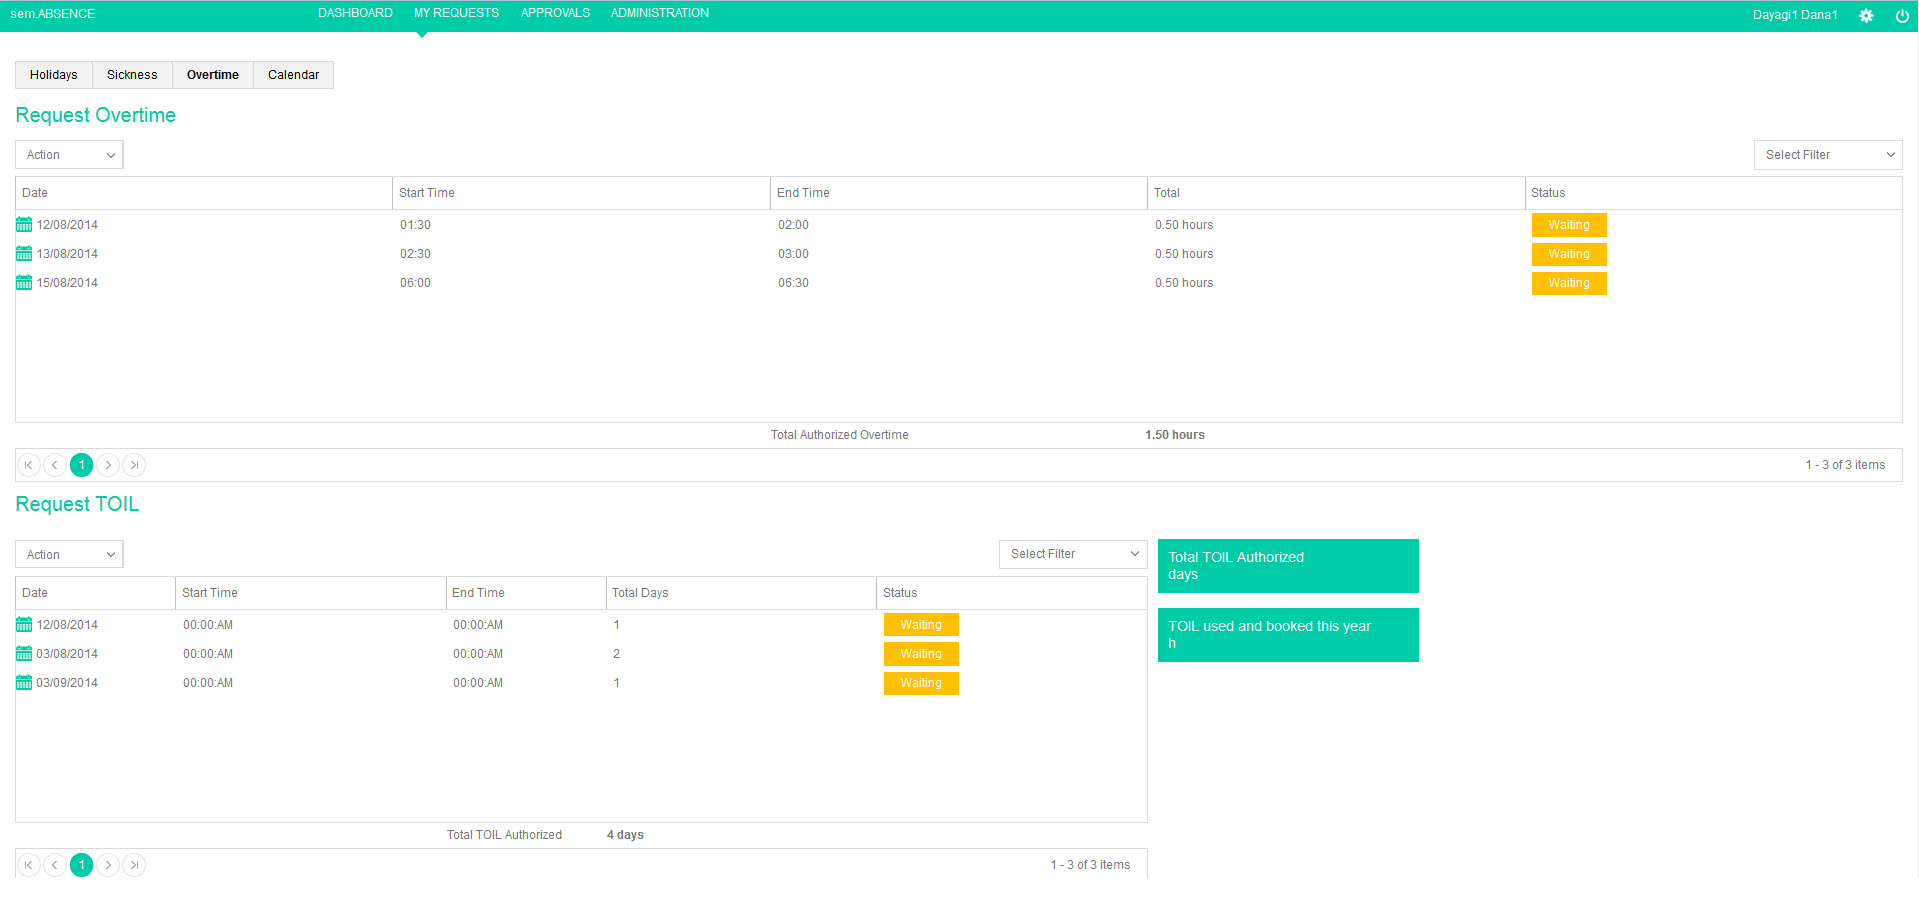 sem.ABSENCE DASHBOARD MY REQUESTS APPROVALS ADMINISTRATION Dayagi1 Dana1
Holidays Sickness Overtime Calendar
Request Overtime
Action Select Filter
Date Start Time End Time Total Status
12/08/2014 01:30 02:00 0.50 hours Waiting
13/08/2014 02:30 03:00 0.50 hours Waiting
15/08/2014 06:00 06:30 0.50 hours Waiting
Total Authorized Overtime 1.50 hours
1 1 - 3 of 3 items
Request TOIL
Action Select Filter
Date Start Time End Time Total Days Status
12/08/2014 00:00:AM 00:00:AM 1 Waiting
03/08/2014 00:00:AM 00:00:AM 2 Waiting
03/09/2014 00:00:AM 00:00:AM 1 Waiting
Total TOIL Authorized 4 days
1 1 - 3 of 3 items
Total TOIL Authorized
days
TOIL used and booked this year
h